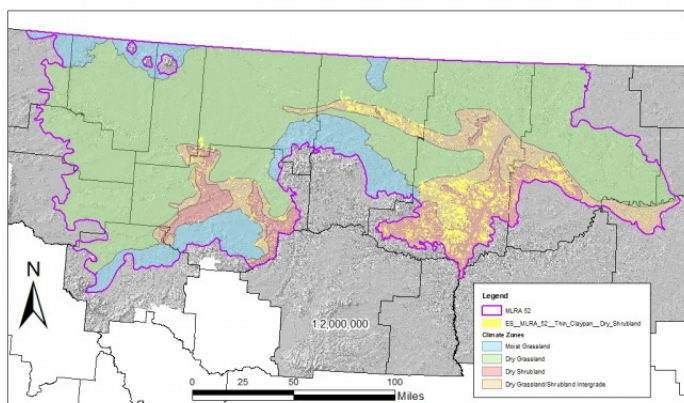 N
1:2,000,000
0 25 50 100
Miles
Legend
MLRA 52
ES__MLRA_52__Thin_Claypan__Dry_Shrubland
Climate Zones
Moist Grassland
Dry Grassland
Dry Shrubland
Dry Grassland/Shrubland Intergrade